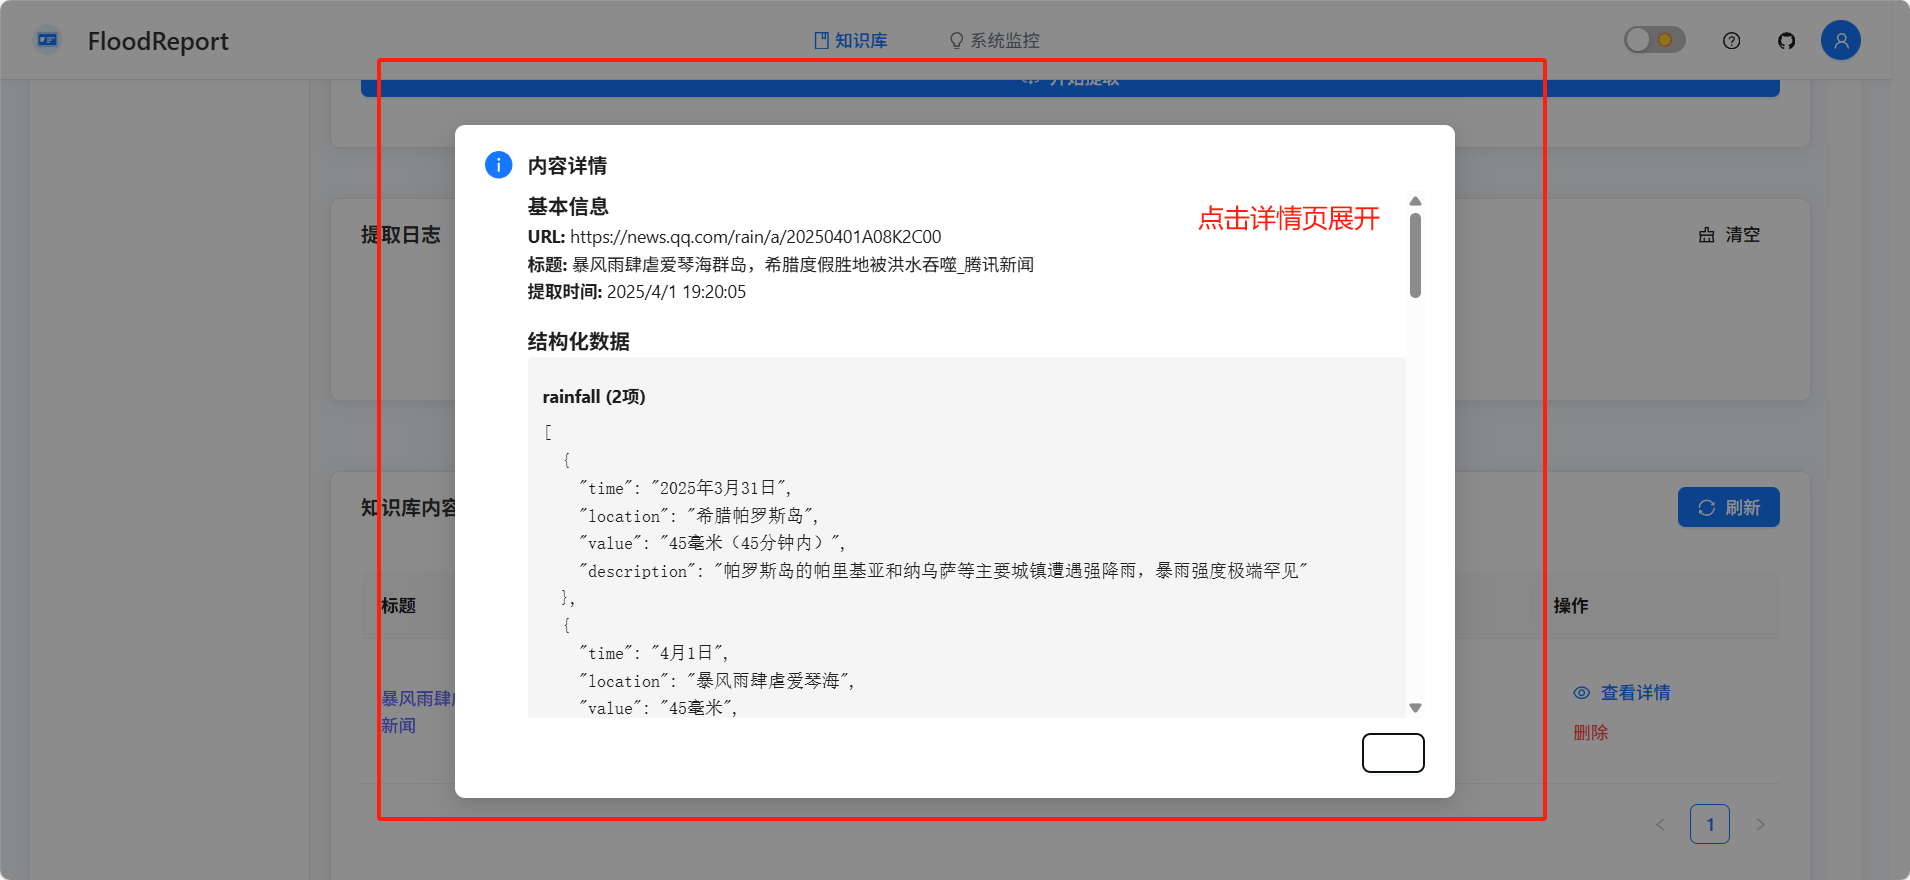 FloodReport
知识库
系统监控
开始提取
内容详情
基本信息
点击详情页展开
URL: https://news.qq.com/rain/a/20250401A08K2C00
提取日志
清空
标题: 暴风雨肆虐爱琴海群岛，希腊度假胜地被洪水吞噬_腾讯新闻
提取时间: 2025/4/1 19:20:05
结构化数据
rainfall (2项)
[
{
"time": "2025年3月31日",
知识库内容
刷新
"location": "希腊帕罗斯岛",
"value": "45毫米（45分钟内）",
"description": "帕罗斯岛的帕里基亚和纳乌萨等主要城镇遭遇强降雨，暴雨强度极端罕见"
},
标题
操作
{
"time": "4月1日",
"location": "暴风雨肆虐爱琴海",
暴风雨肆虐
查看详情
"value": "45毫米",
新闻
删除
< 1 >